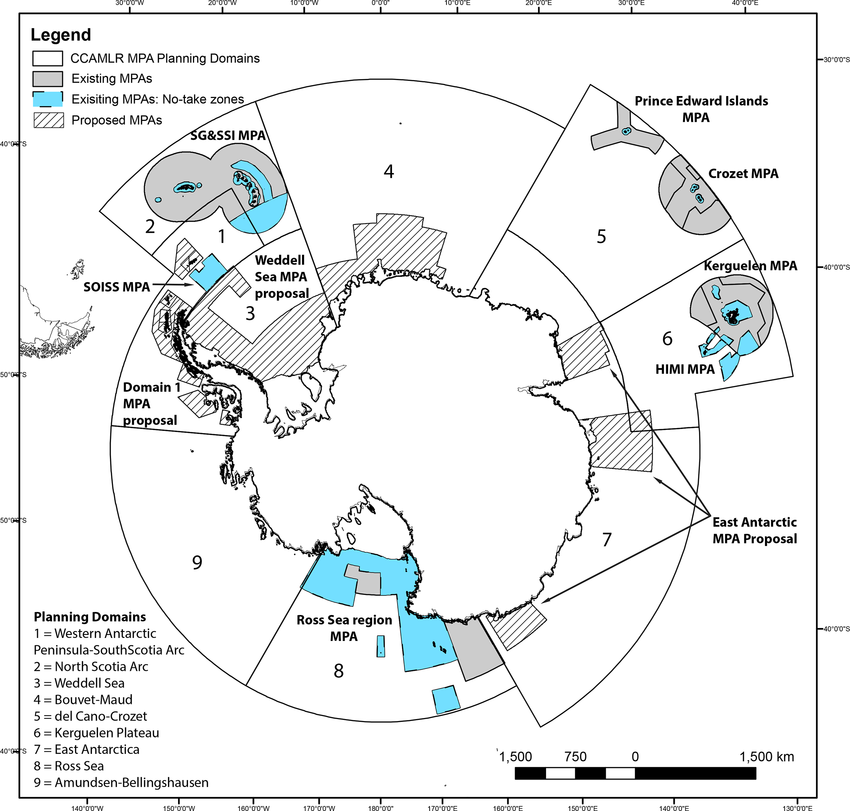 30°0'0"W 20°0'0"W 10°0'0"W 0°0'0" 10°0'0"E 20°0'0"E 30°0'0"E 40°0'0"E
Legend
CCAMLR MPA Planning Domains
Existing MPAs
Exisiting MPAs: No-take zones
Proposed MPAs
30°0'0"S
40°0'0"S
SG&SSI MPA
Prince Edward Islands
MPA
Crozet MPA
4
2
1
5
Weddell
Sea MPA
proposal
SOISS MPA
3
Kerguelen MPA
40°0'0"S
6
HIMI MPA
50°0'0"S
50°0'0"S
Domain 1
MPA
proposal
50°0'0"S
East Antarctic
MPA Proposal
7
9
Ross Sea region
MPA
8
40°0'0"S
Planning Domains
1 = Western Antarctic
Peninsula-SouthScotia Arc
2 = North Scotia Arc
3 = Weddell Sea
4 = Bouvet-Maud
5 = del Cano-Crozet
6 = Kerguelen Plateau
7 = East Antarctica
8 = Ross Sea
9 = Amundsen-Bellingshausen
40°0'0"S
1,500 750 0 1,500 km
140°0'0"W 150°0'0"W 160°0'0"W 170°0'0"W 180°0'0" 170°0'0"E 160°0'0"E 150°0'0"E 140°0'0"E 130°0'0"E